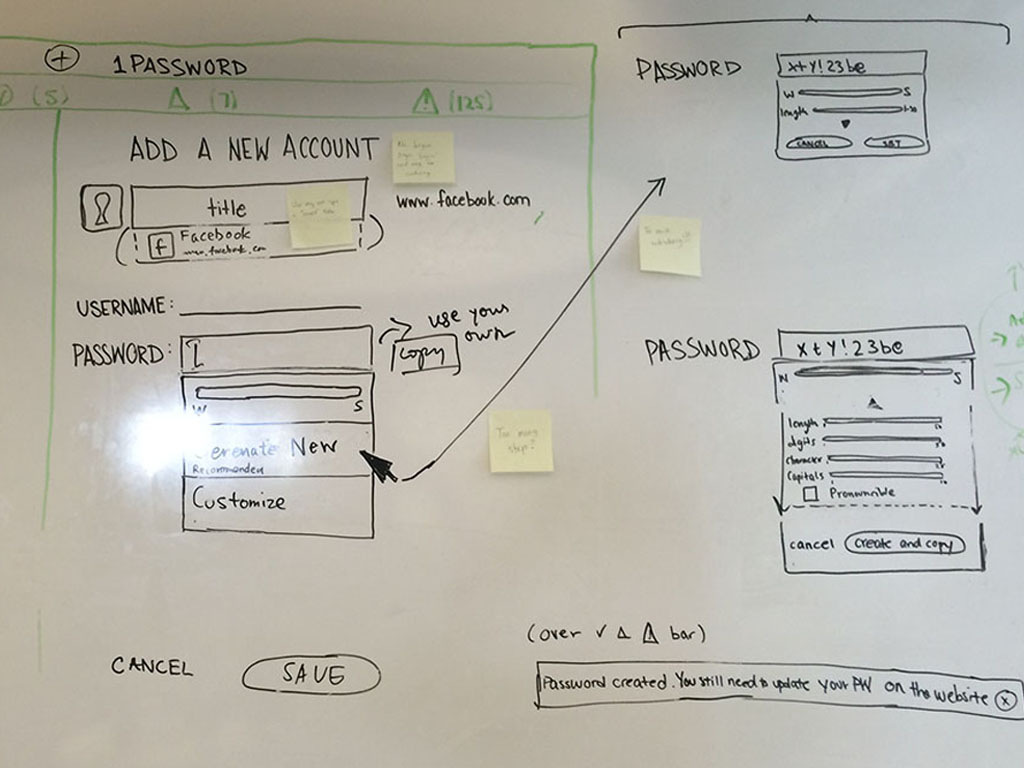 + 1PASSWORD
(5) (7) (125)
ADD A NEW ACCOUNT
title
www.facebook.com
f Facebook
www.facebook.com
USERNAME:
PASSWORD:
copy
use your
own
W S
Gerenate New
Recommended
Customize
CANCEL SAVE
Too many
step?
PASSWORD
xtY!23be
W S
length
CANCEL SET
PASSWORD
xtY!23be
W S
length
digits
character
Capitals
Pronounrible
cancel create and copy
(over bar)
Password created. You still need to update your PW on the website x